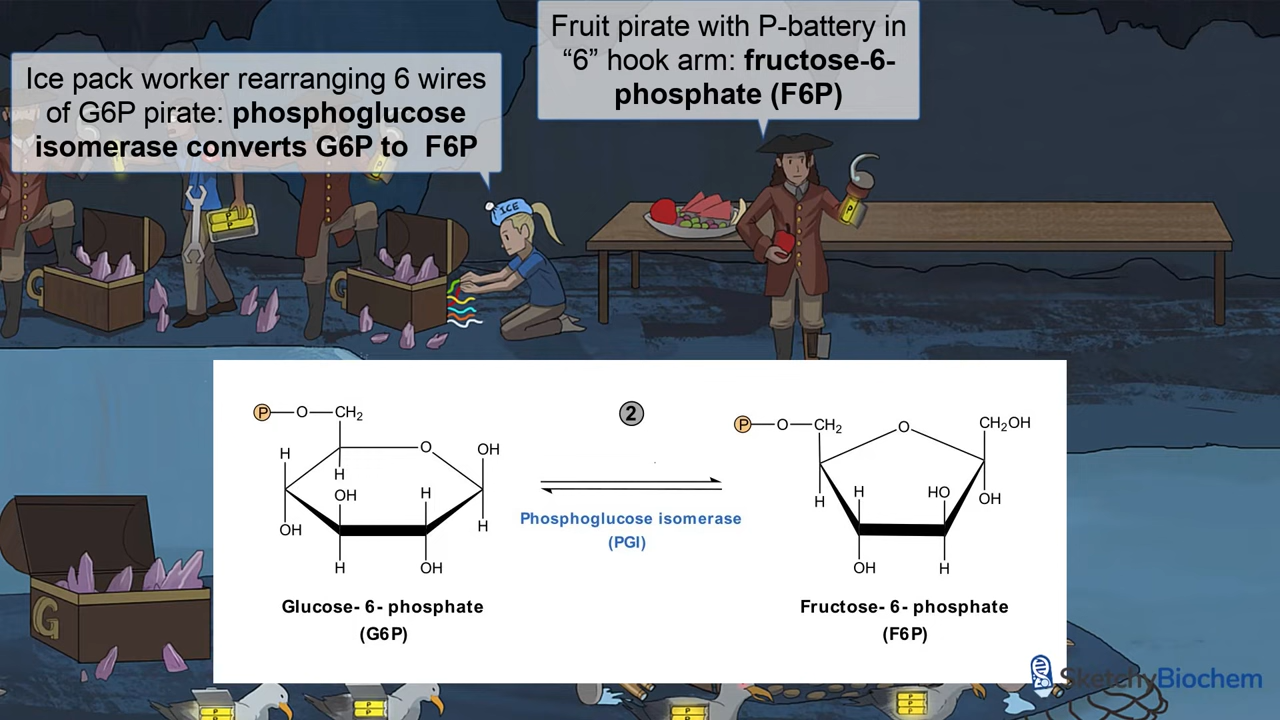 Fruit pirate with P-battery in
“6” hook arm: fructose-6-
phosphate (F6P)
Ice pack worker rearranging 6 wires
of G6P pirate: phosphoglucose
isomerase converts G6P to F6P
ICE
P
P
P
G
G
P O CH2
O
OH
H
H
OH
H
OH
H
H
OH
2
Phosphoglucose isomerase
(PGI)
P O CH2
O
CH2OH
H
H
HO
OH
OH
H
Glucose- 6- phosphate
(G6P)
Fructose- 6- phosphate
(F6P)
G
SketchyBiochem
P
P
P
P